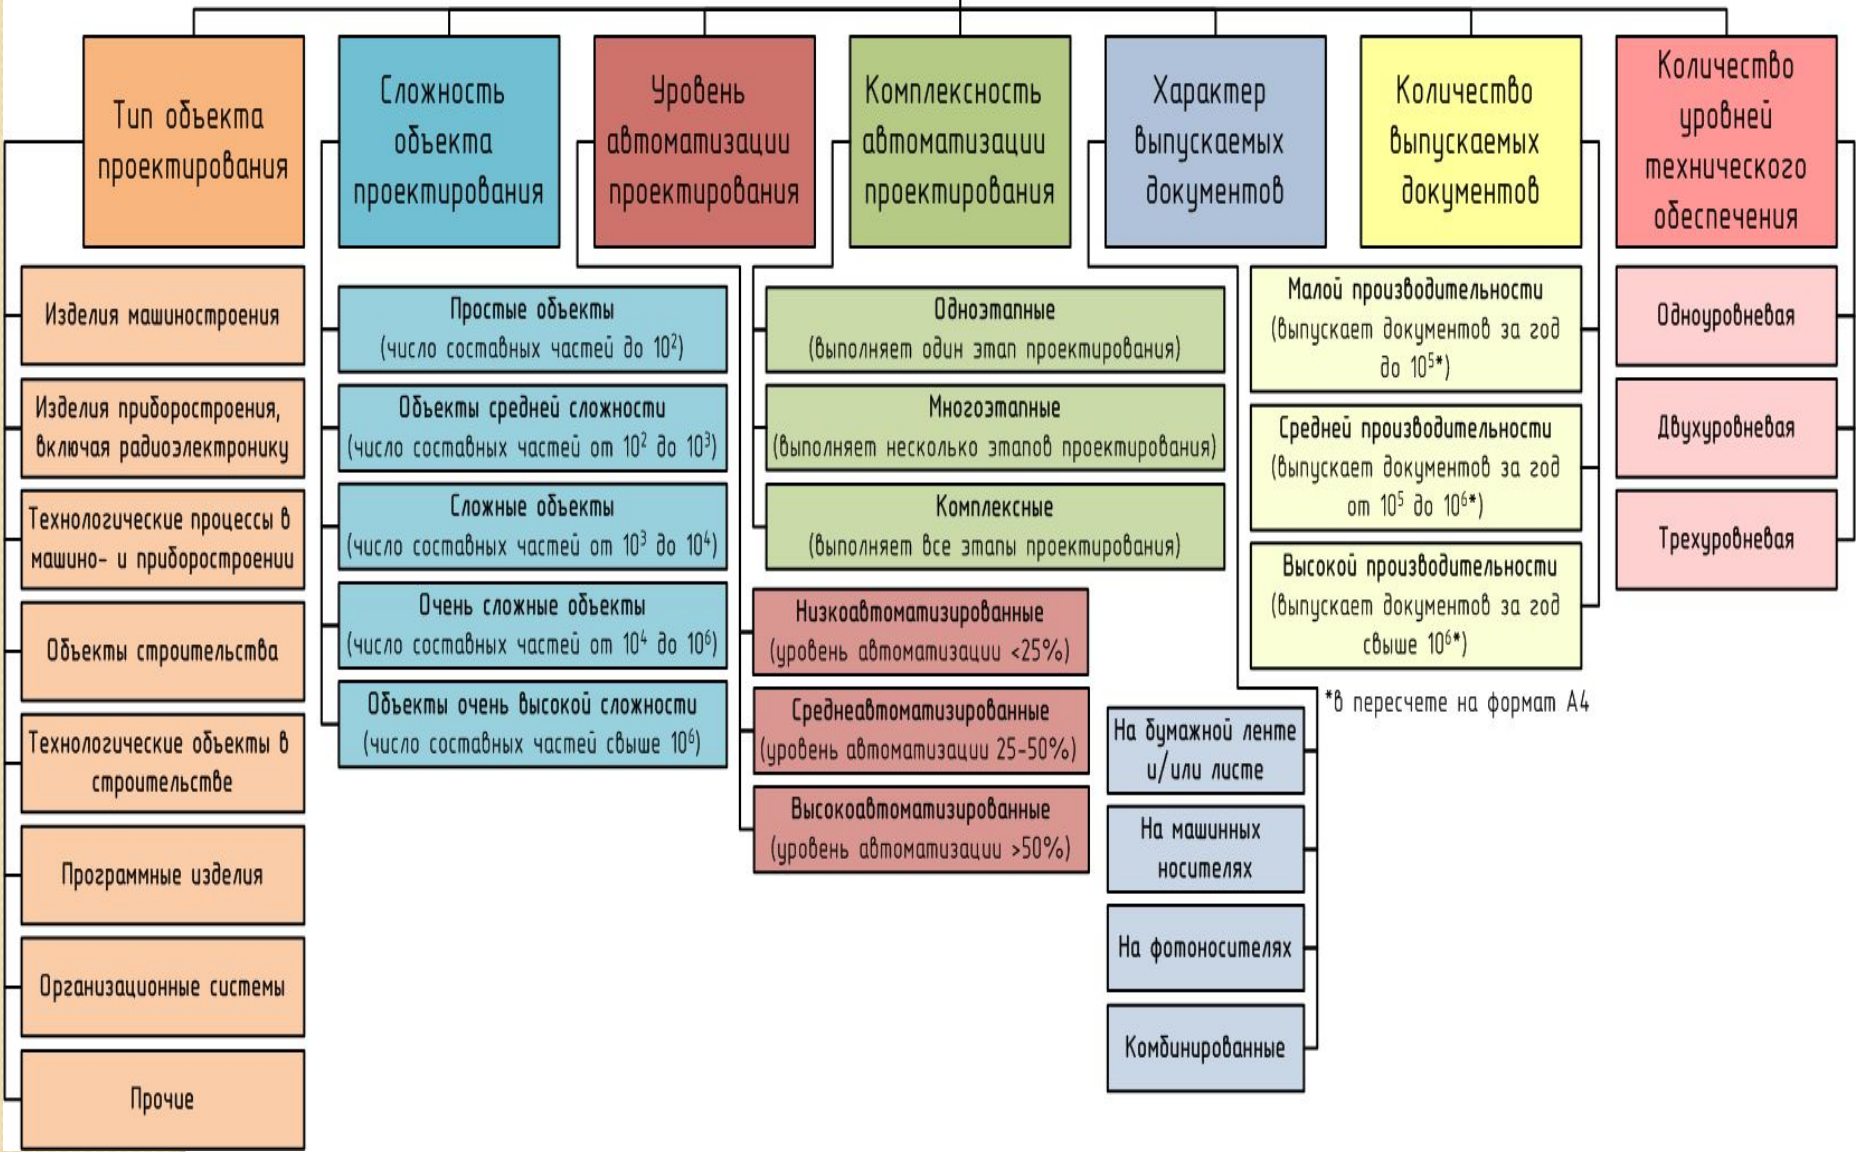 Тип объекта
проектирования
Изделия машиностроения
Изделия приборостроения,
включая радиоэлектронику
Технологические процессы в
машино- и приборостроении
Объекты строительства
Технологические объекты в
строительстве
Программные изделия
Организационные системы
Прочие
Сложность
объекта
проектирования
Простые объекты
(число составных частей до 10²)
Объекты средней сложности
(число составных частей от 10² до 10³)
Сложные объекты
(число составных частей от 10³ до 10⁴)
Очень сложные объекты
(число составных частей от 10⁴ до 10⁶)
Объекты очень высокой сложности
(число составных частей свыше 10⁶)
Уровень
автоматизации
проектирования
Низкоавтоматизированные
(уровень автоматизации <25%)
Среднеавтоматизированные
(уровень автоматизации 25-50%)
Высокоавтоматизированные
(уровень автоматизации >50%)
Комплексность
автоматизации
проектирования
Одноэтапные
(выполняет один этап проектирования)
Многоэтапные
(выполняет несколько этапов проектирования)
Комплексные
(выполняет все этапы проектирования)
Характер
выпускаемых
документов
На бумажной ленте
и/или листе
На машинных
носителях
На фотоносителях
Комбинированные
Количество
выпускаемых
документов
Малой производительности
(выпускает документов за год
до 10⁵*)
Средней производительности
(выпускает документов за год
от 10⁵ до 10⁶*)
Высокой производительности
(выпускает документов за год
свыше 10⁶*)
*в пересчете на формат А4
Количество
уровней
технического
обеспечения
Одноуровневая
Двухуровневая
Трехуровневая